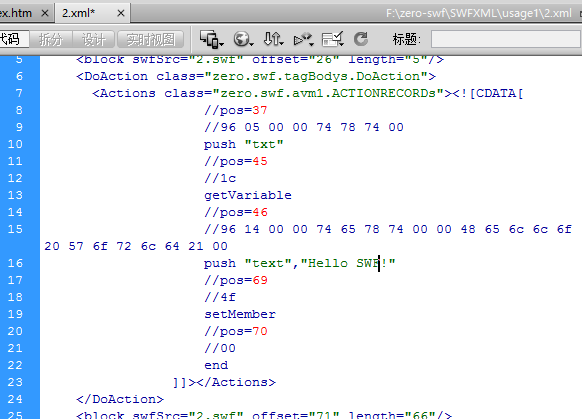 ex.htm × 2.xml* × F:\zero-swf\SWFXML\usage1\2.xml
代码 拆分 设计 实时视图 标题:
5 <block swfSrc="2.swf" offset="26" length="5"/>
6 <DoAction class="zero.swf.tagBodys.DoAction">
7 <Actions class="zero.swf.avm1.ACTIONRECORDs"><![CDATA[
8 //pos=37
9 //96 05 00 00 74 78 74 00
10 push "txt"
11 //pos=45
12 //1c
13 getVariable
14 //pos=46
15 //96 14 00 00 74 65 78 74 00 00 48 65 6c 6c 6f
20 57 6f 72 6c 64 21 00
16 push "text","Hello SWF!"
17 //pos=69
18 //4f
19 setMember
20 //pos=70
21 //00
22 end
23 ]]></Actions>
24 </DoAction>
25 <block swfSrc="2.swf" offset="71" length="66"/>